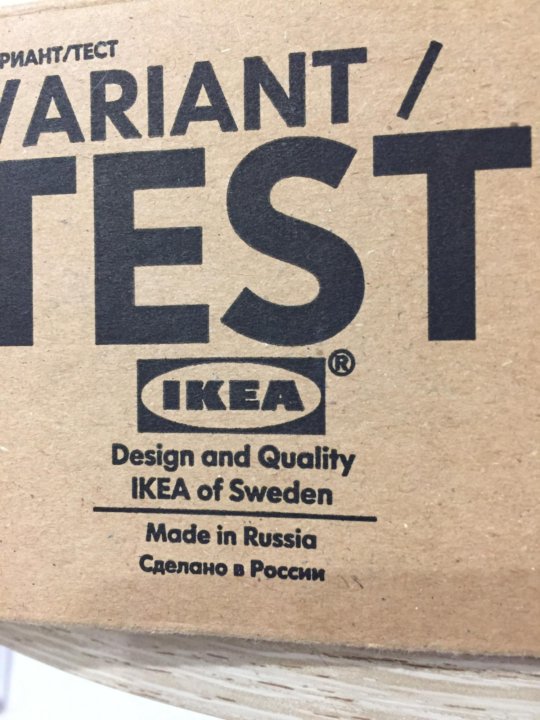 РИАНТ/ТЕСТ
VARIANT /
TEST
IKEA ®
Design and Quality
IKEA of Sweden
Made in Russia
Сделано в России